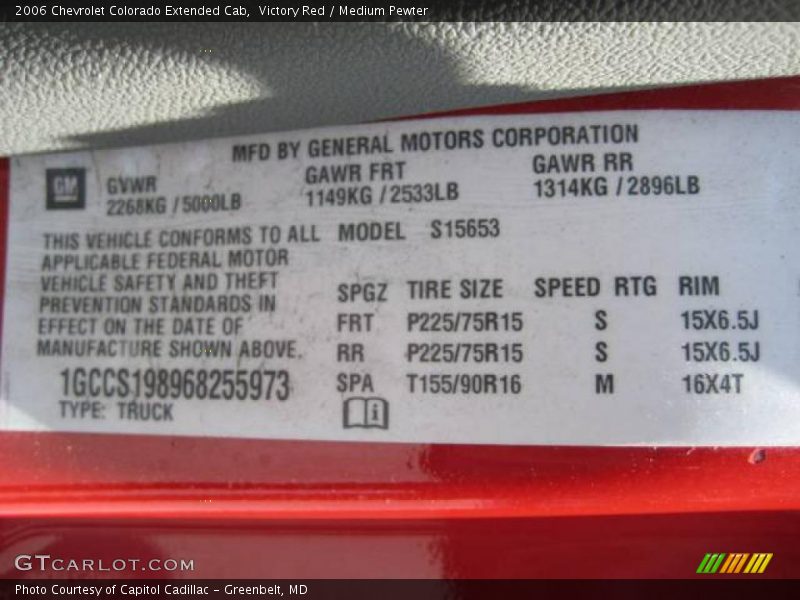 2006 Chevrolet Colorado Extended Cab, Victory Red / Medium Pewter
MFD BY GENERAL MOTORS CORPORATION
GM
GVWR GAWR FRT GAWR RR
2268KG / 5000LB 1149KG / 2533LB 1314KG / 2896LB
THIS VEHICLE CONFORMS TO ALL
APPLICABLE FEDERAL MOTOR
VEHICLE SAFETY AND THEFT
PREVENTION STANDARDS IN
EFFECT ON THE DATE OF
MANUFACTURE SHOWN ABOVE.
1GCCS198968255973
TYPE: TRUCK
MODEL S15653
SPGZ TIRE SIZE SPEED RTG RIM
FRT P225/75R15 S 15X6.5J
RR P225/75R15 S 15X6.5J
SPA T155/90R16 M 16X4T
i
GTCARLOT.COM
Photo Courtesy of Capitol Cadillac - Greenbelt, MD